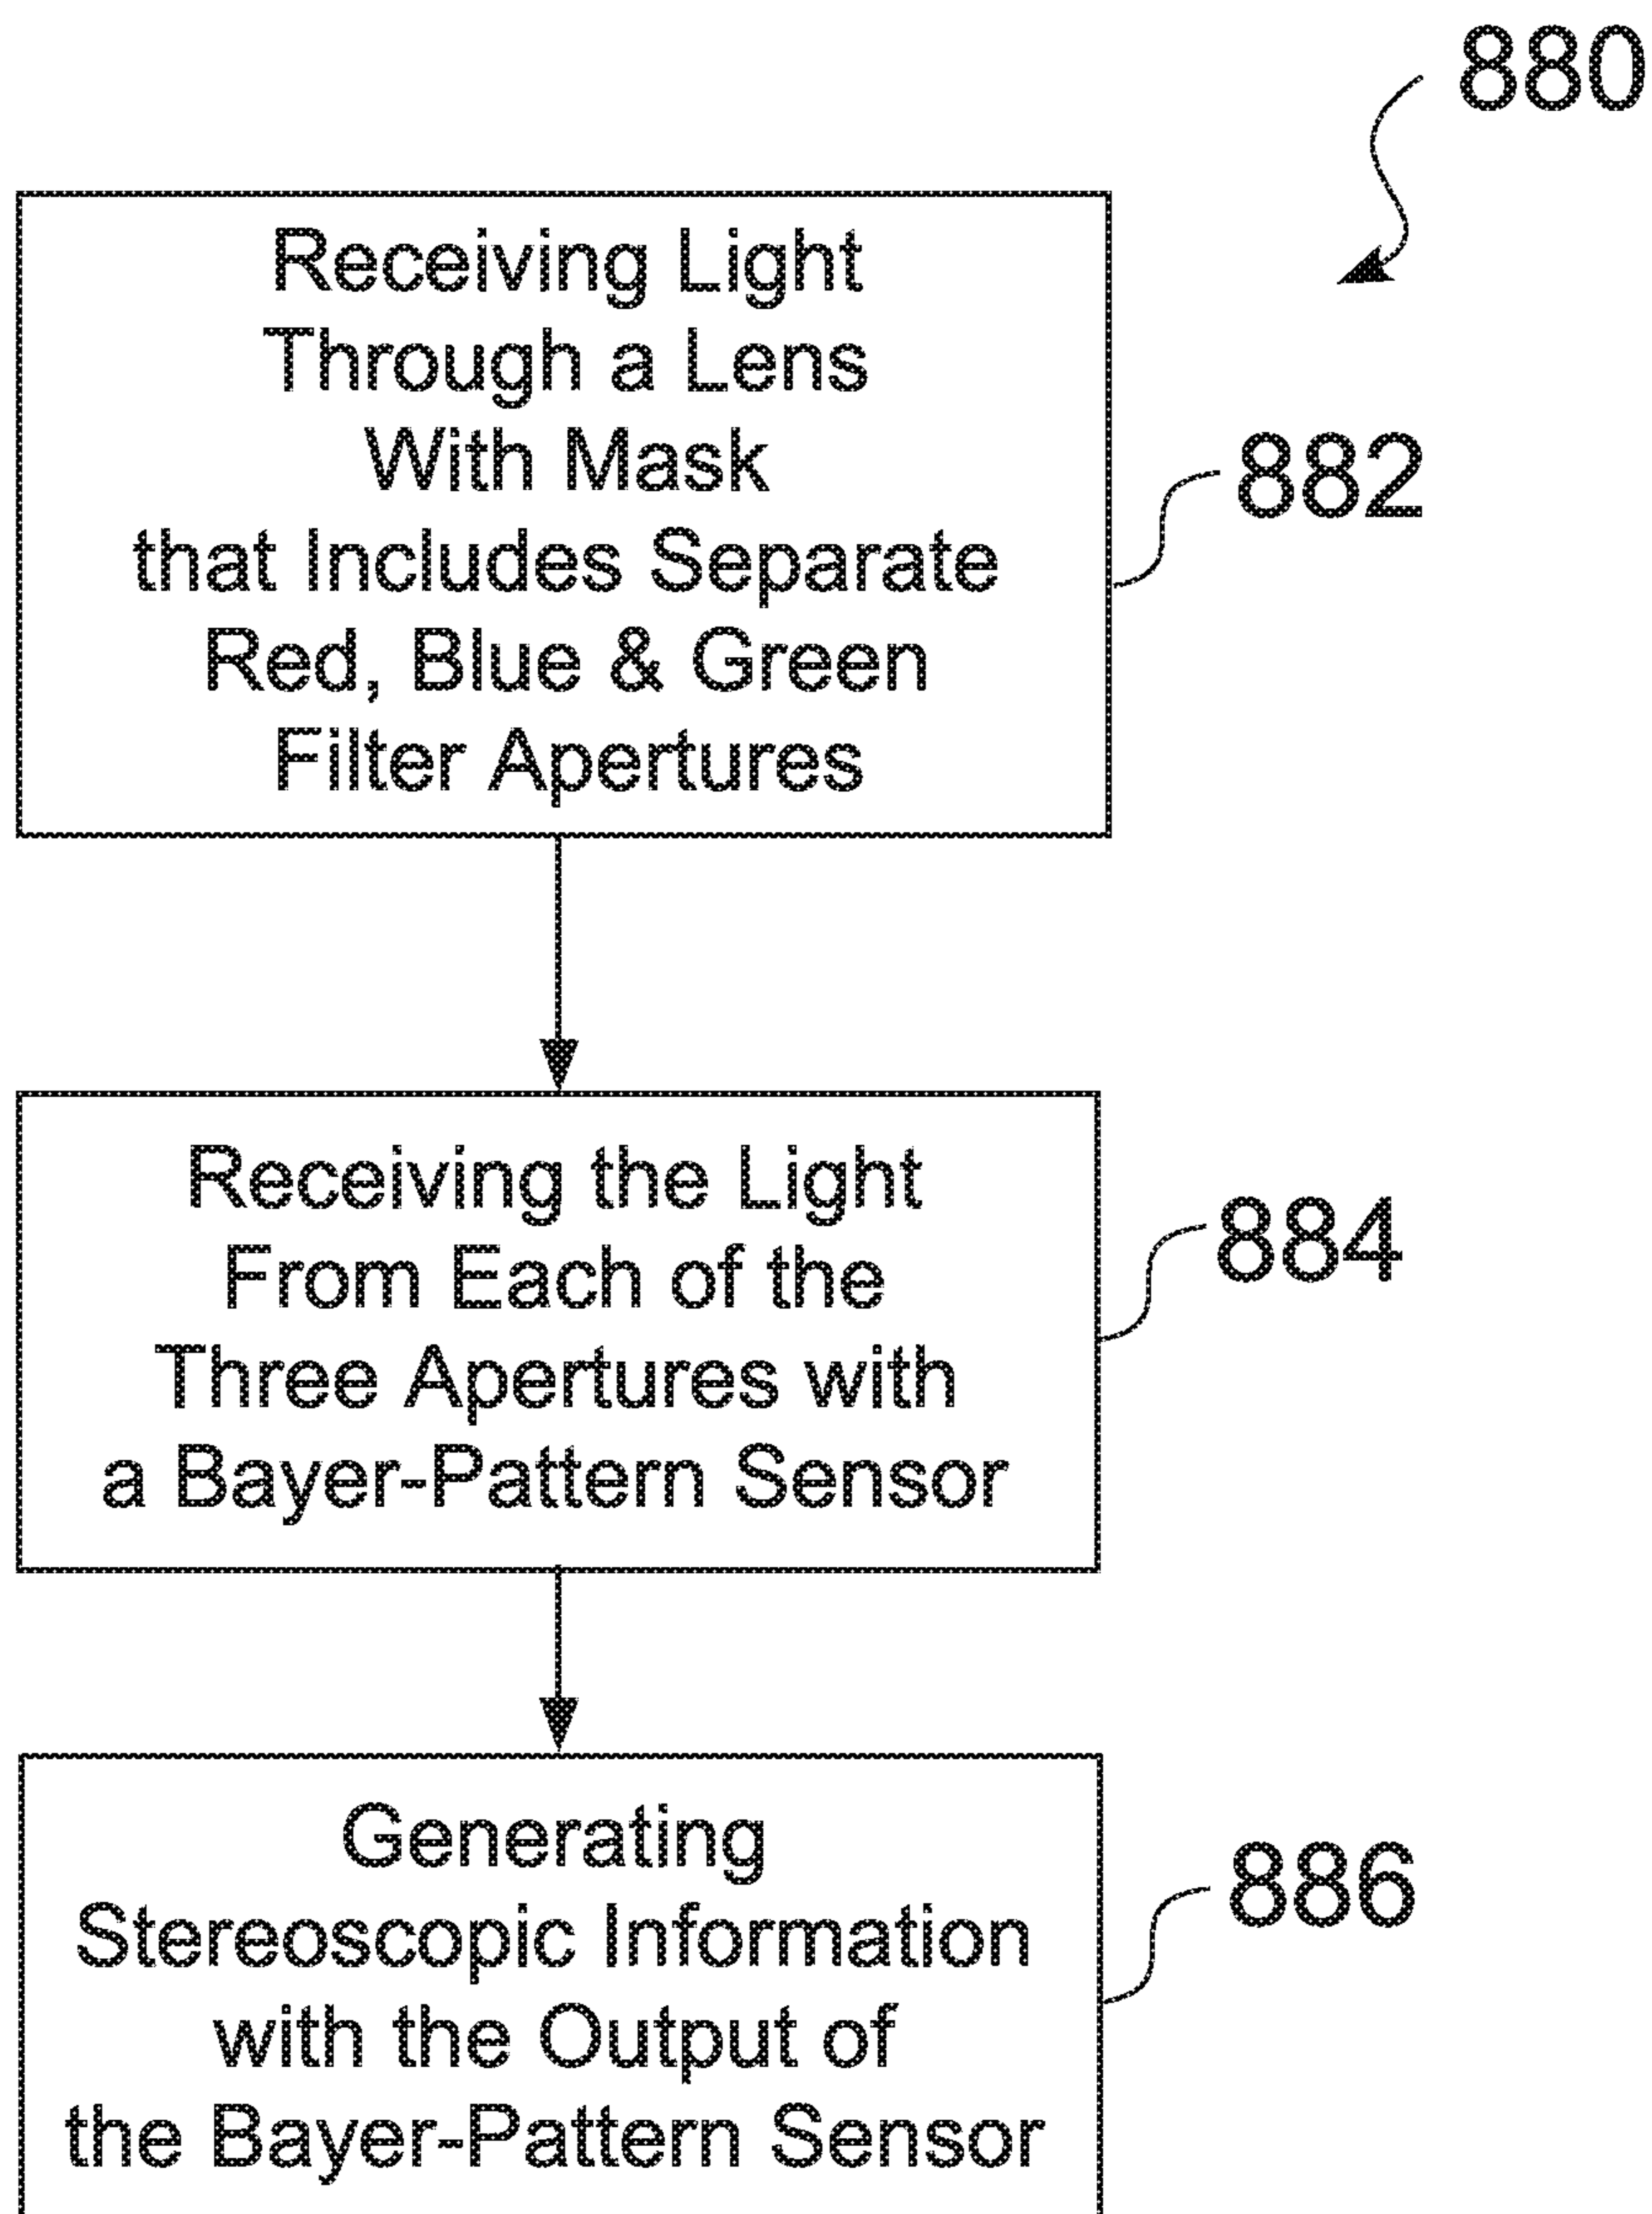 880
Receiving Light
Through a Lens
With Mask
that Includes Separate
Red, Blue & Green
Filter Apertures
882
Receiving the Light
From Each of the
Three Apertures with
a Bayer-Pattern Sensor
884
Generating
Stereoscopic Information
with the Output of
the Bayer-Pattern Sensor
886